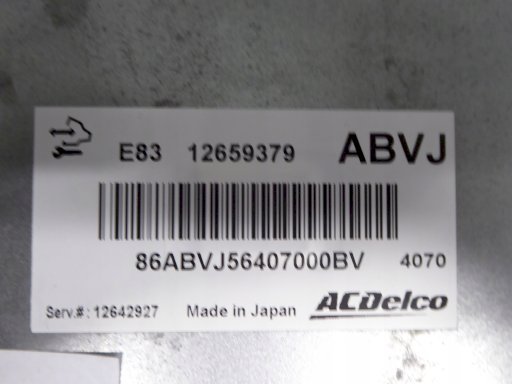 E83 12659379 ABVJ
86ABVJ56407000BV 4070
Serv.#: 12642927 Made in Japan ACDelco